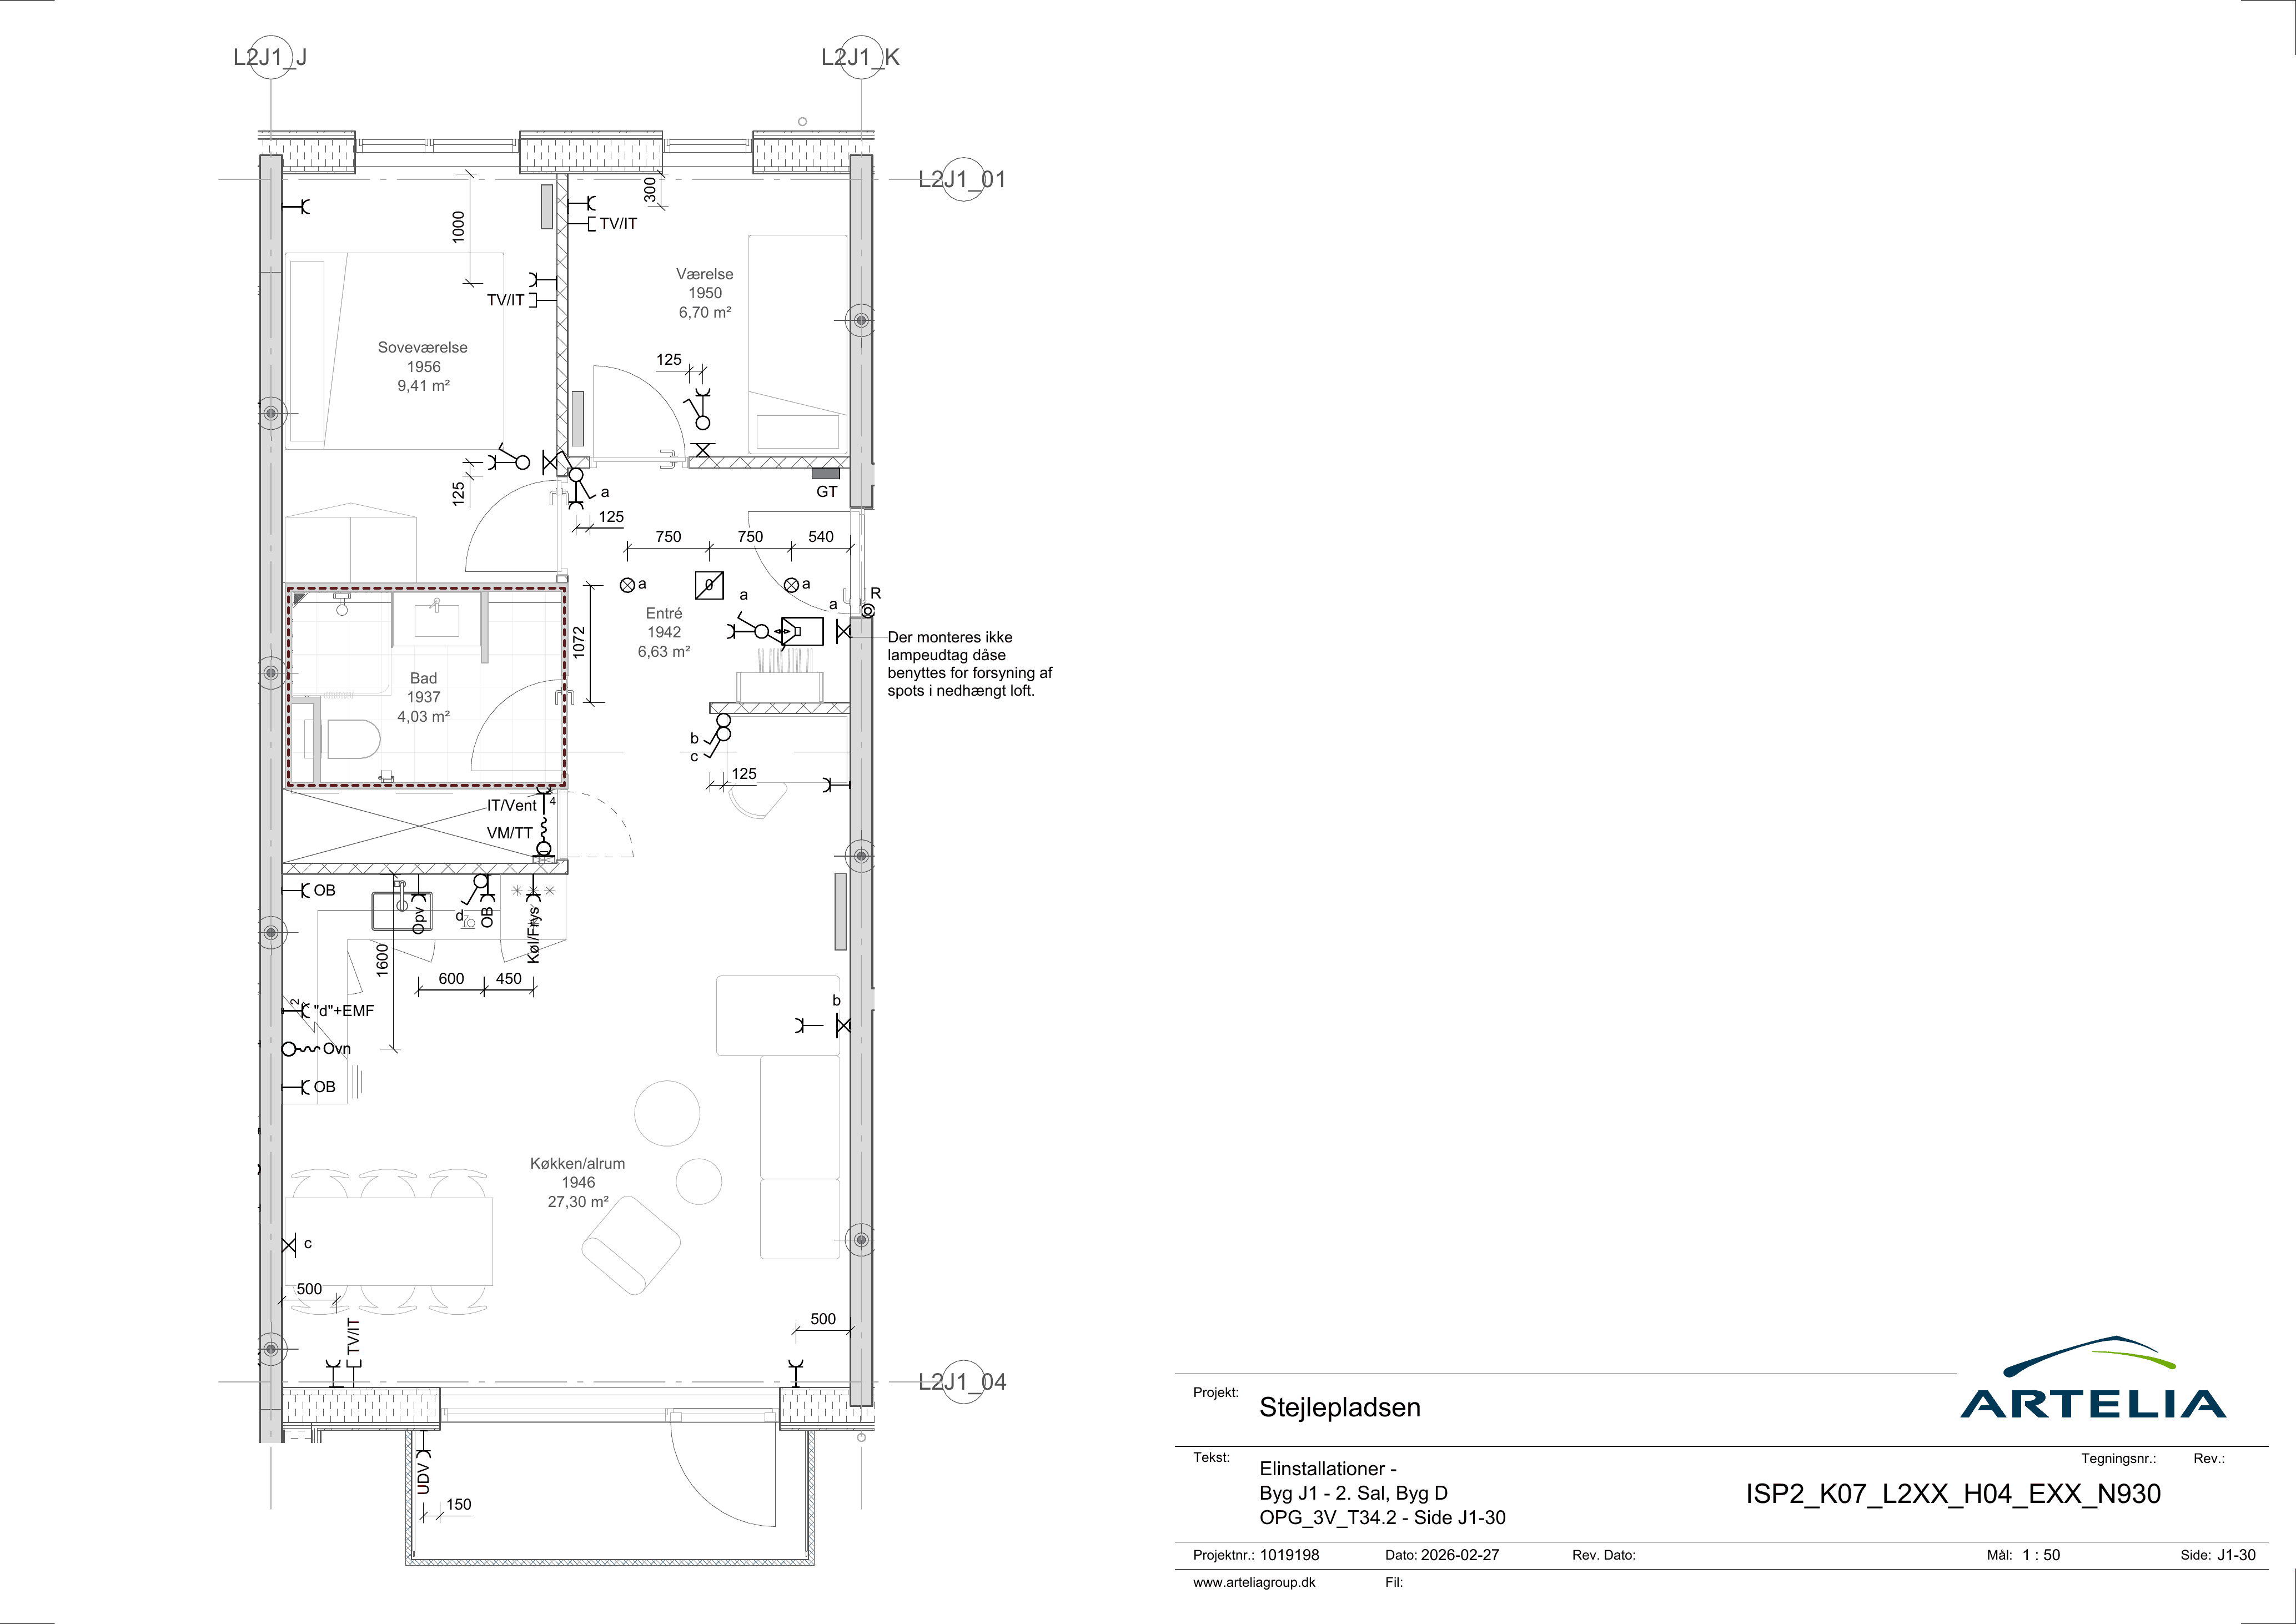 L2J1_J
L2J1_K
L2J1_01
300
1000
TV/IT
TV/IT
Værelse
1950
6,70 m²
Soveværelse
1956
9,41 m²
125
125
a
GT
125
750
750
540
a
a
a
a
R
Entré
1942
6,63 m²
1072
Der monteres ikke
lampeudtag dåse
benyttes for forsyning af
spots i nedhængt loft.
Bad
1937
4,03 m²
b
c
125
IT/Vent
4
VM/TT
OB
Opv
d
OB
Køl/Frys
1600
600
450
2
"d"+EMF
b
Ovn
OB
Køkken/alrum
1946
27,30 m²
c
500
TV/IT
500
L2J1_04
UDV
150
ARTELIA
Projekt:
Stejlepladsen
Tekst:
Elinstallationer -
Byg J1 - 2. Sal, Byg D
OPG_3V_T34.2 - Side J1-30
Tegningsnr.:
Rev.:
ISP2_K07_L2XX_H04_EXX_N930
Projektnr.: 1019198
Dato: 2026-02-27
Rev. Dato:
Mål: 1 : 50
Side: J1-30
www.arteliagroup.dk
Fil: